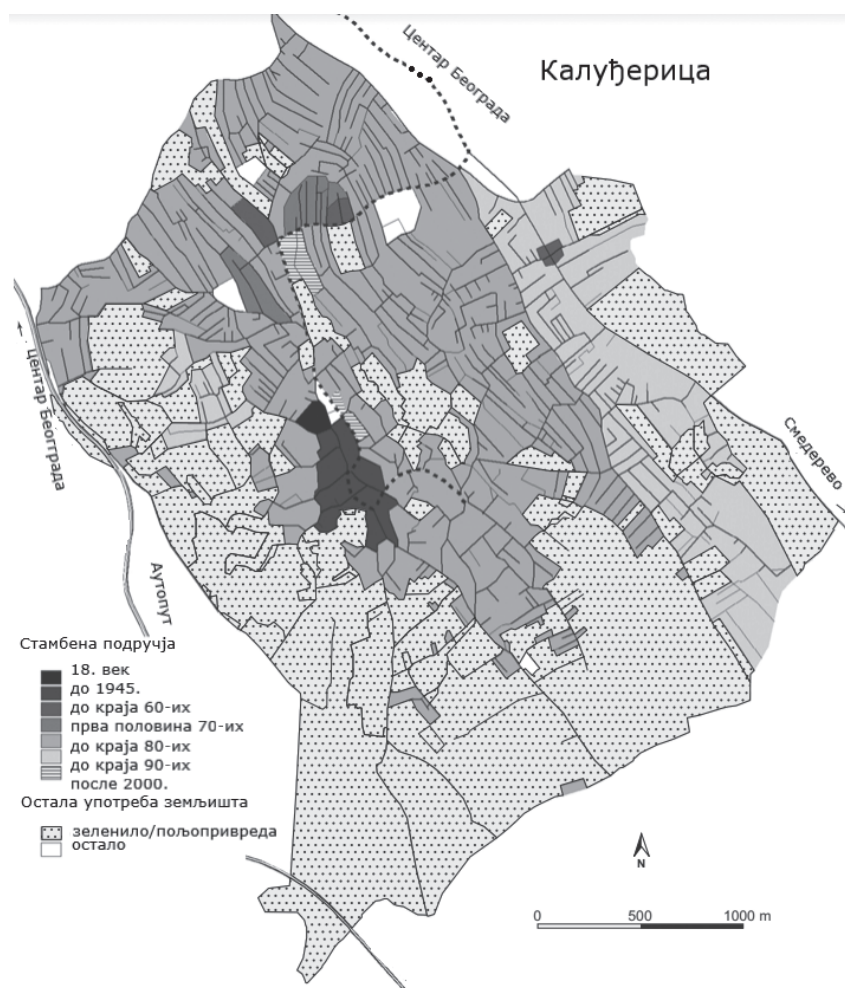 Центар Београда
Калуђерица
Центар Београда
Смедерево
Аутопут
Стамбена подручја
18. век
до 1945.
до краја 60-их
прва половина 70-их
до краја 80-их
до краја 90-их
после 2000.
Остала употреба земљишта
зеленило/пољопривреда
остало
N
0 500 1000 m